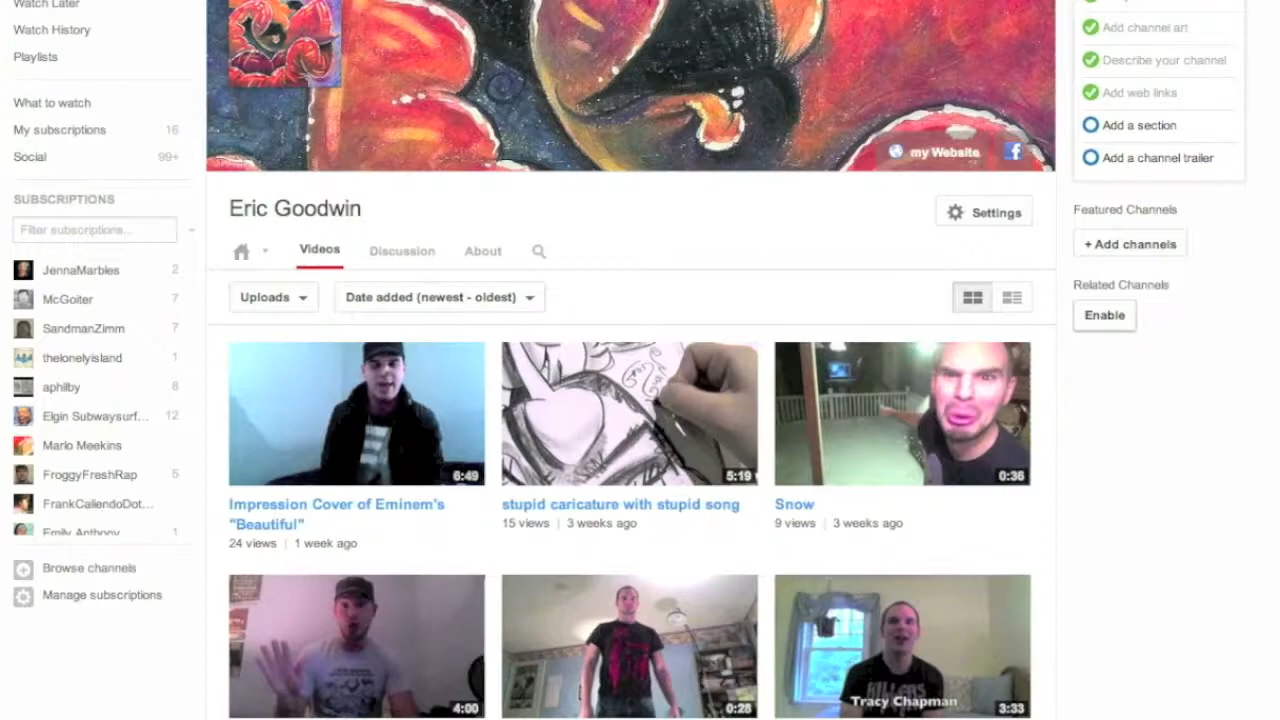 Watch Later
Watch History
Playlists
What to watch
My subscriptions 16
Social 99+
SUBSCRIPTIONS
Filter subscriptions...
JennaMarbles 2
McGoiter 7
SandmanZimm 7
thelonelyisland 1
aphilby 8
Elgin Subwaysurf... 12
Marlo Meekins
FroggyFreshRap 5
FrankCaliendoDot...
Emily Anthony 1
Browse channels
Manage subscriptions
my Website
Eric Goodwin
Settings
Videos
Discussion
About
Uploads
Date added (newest - oldest)
6:49
Impression Cover of Eminem's
"Beautiful"
24 views | 1 week ago
5:19
stupid caricature with stupid song
15 views | 3 weeks ago
0:36
Snow
9 views | 3 weeks ago
4:00
0:28
KILLERS
Tracy Chapman
3:33
Add channel art
Describe your channel
Add web links
Add a section
Add a channel trailer
Featured Channels
+ Add channels
Related Channels
Enable